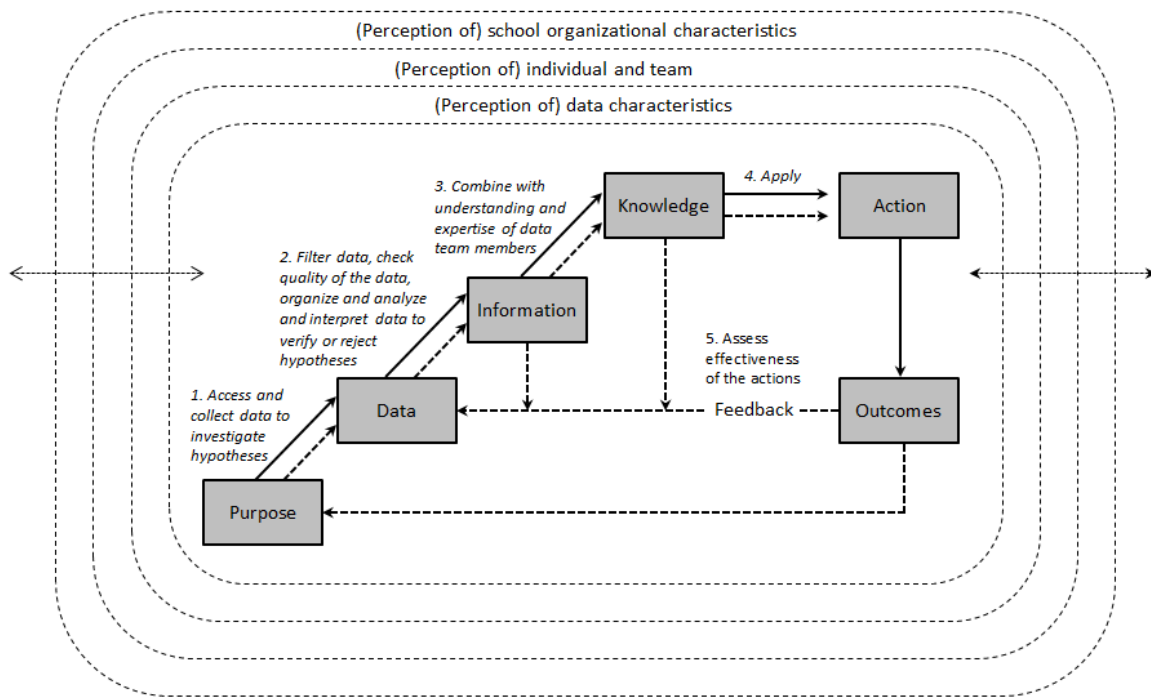 (Perception of) school organizational characteristics
(Perception of) individual and team
(Perception of) data characteristics
3. Combine with
understanding and
expertise of data
team members
Knowledge
4. Apply
Action
2. Filter data, check
quality of the data,
organize and analyze
and interpret data to
verify or reject
hypotheses
Information
5. Assess
effectiveness
of the actions
1. Access and
collect data to
investigate
hypotheses
Data
Feedback
Outcomes
Purpose